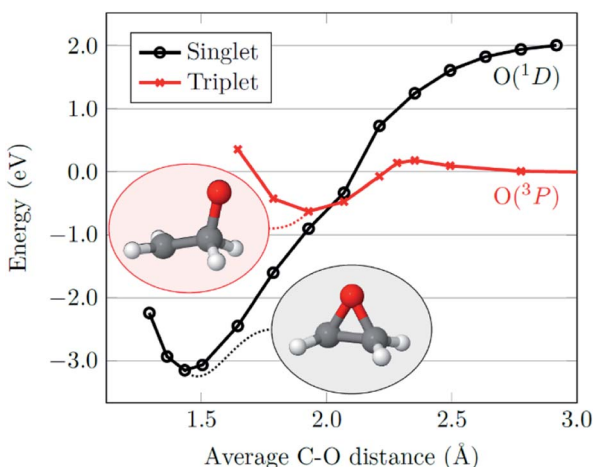 2.0
1.0
0.0
−1.0
−2.0
−3.0
Energy (eV)
Singlet
Triplet
O(¹D)
O(³P)
1.5
2.0
2.5
3.0
Average C-O distance (Å)